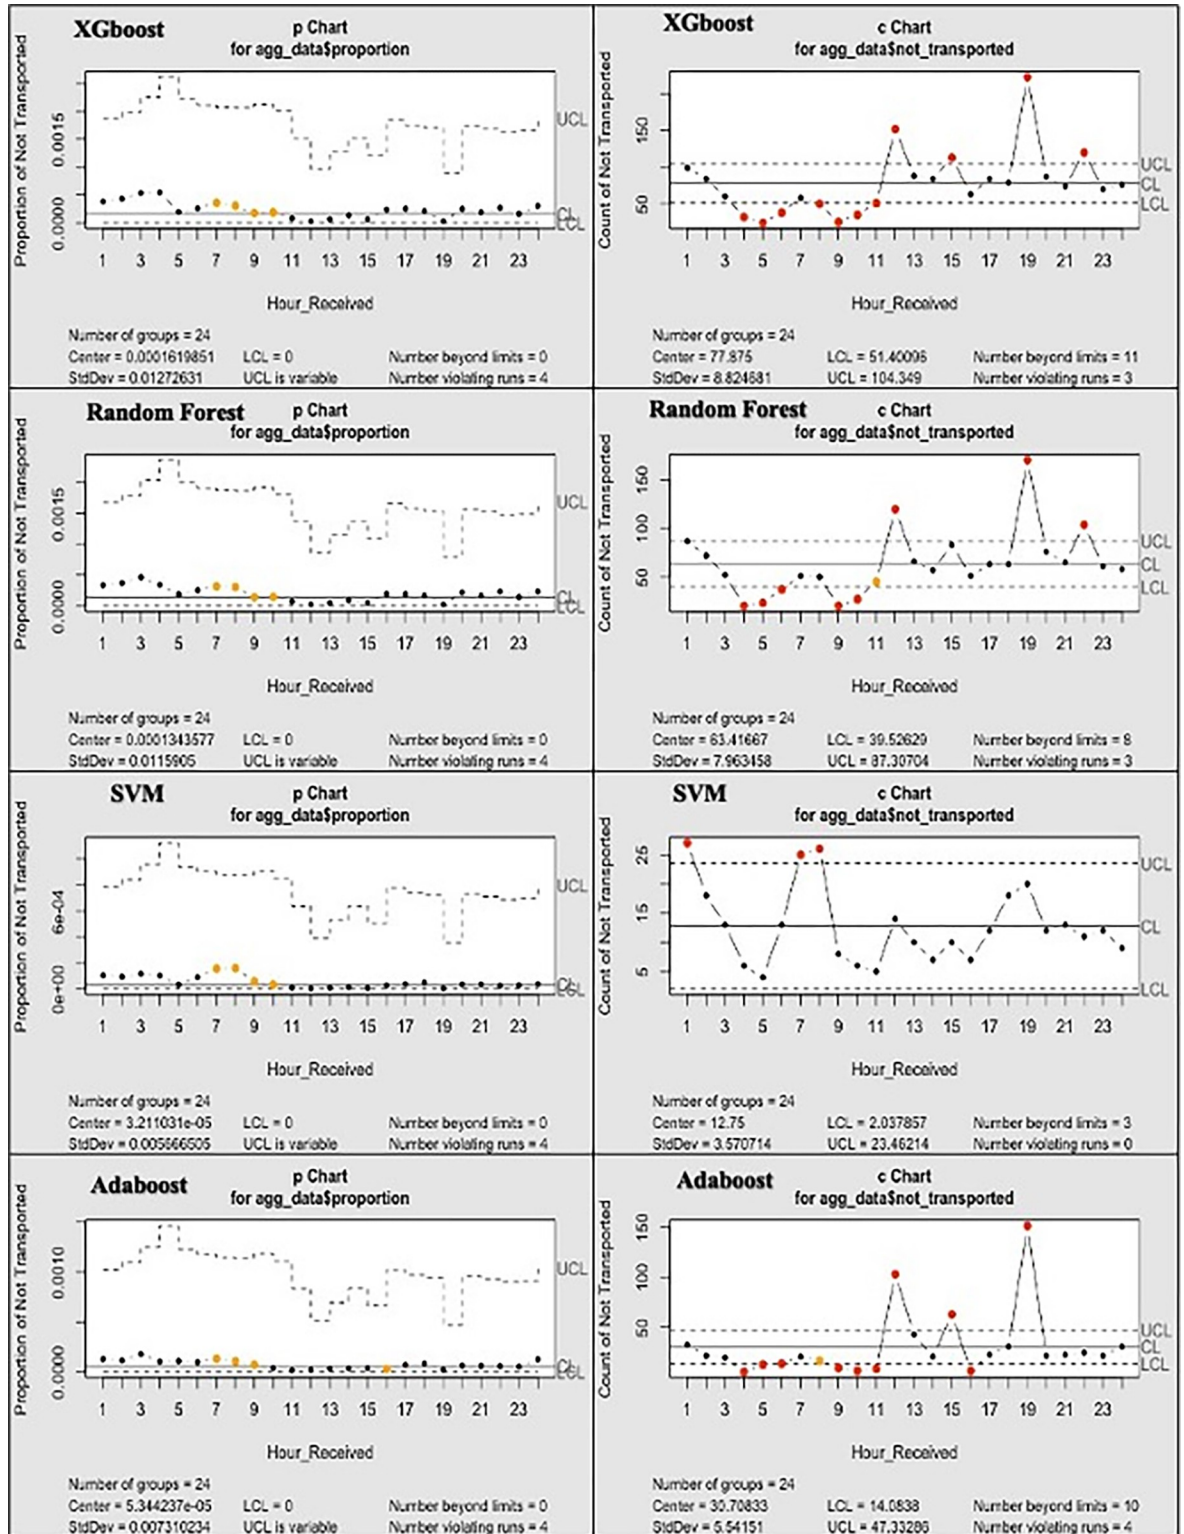 XGboost
p Chart
for agg_data$proportion
Proportion of Not Transported
0.0000 0.0015
UCL
CL
LCL
1 3 5 7 9 11 13 15 17 19 21 23
Hour_Received
Number of groups = 24
Center = 0.0001619851 LCL = 0 Number beyond limits = 0
StdDev = 0.01272631 UCL is variable Number violating runs = 4
XGboost
c Chart
for agg_data$not_transported
Count of Not Transported
50 150
UCL
CL
LCL
1 3 5 7 9 11 13 15 17 19 21 23
Hour_Received
Number of groups = 24
Center = 77.875 LCL = 51.40096 Number beyond limits = 11
StdDev = 8.824681 UCL = 104.349 Number violating runs = 3
Random Forest
p Chart
for agg_data$proportion
Proportion of Not Transported
0.0000 0.0015
UCL
CL
LCL
1 3 5 7 9 11 13 15 17 19 21 23
Hour_Received
Number of groups = 24
Center = 0.0001343577 LCL = 0 Number beyond limits = 0
StdDev = 0.0115905 UCL is variable Number violating runs = 4
Random Forest
c Chart
for agg_data$not_transported
Count of Not Transported
50 100 150
UCL
CL
LCL
1 3 5 7 9 11 13 15 17 19 21 23
Hour_Received
Number of groups = 24
Center = 63.41667 LCL = 39.52629 Number beyond limits = 8
StdDev = 7.963458 UCL = 87.30704 Number violating runs = 3
SVM
p Chart
for agg_data$proportion
Proportion of Not Transported
0e+00 6e-04
UCL
CL
LCL
1 3 5 7 9 11 13 15 17 19 21 23
Hour_Received
Number of groups = 24
Center = 3.211031e-05 LCL = 0 Number beyond limits = 0
StdDev = 0.005666505 UCL is variable Number violating runs = 4
SVM
c Chart
for agg_data$not_transported
Count of Not Transported
5 15 25
UCL
CL
LCL
1 3 5 7 9 11 13 15 17 19 21 23
Hour_Received
Number of groups = 24
Center = 12.75 LCL = 2.037857 Number beyond limits = 3
StdDev = 3.570714 UCL = 23.46214 Number violating runs = 0
Adaboost
p Chart
for agg_data$proportion
Proportion of Not Transported
0.0000 0.0010
UCL
CL
LCL
1 3 5 7 9 11 13 15 17 19 21 23
Hour_Received
Number of groups = 24
Center = 5.344237e-05 LCL = 0 Number beyond limits = 0
StdDev = 0.007310234 UCL is variable Number violating runs = 4
Adaboost
c Chart
for agg_data$not_transported
Count of Not Transported
50 100 150
UCL
CL
LCL
1 3 5 7 9 11 13 15 17 19 21 23
Hour_Received
Number of groups = 24
Center = 30.70833 LCL = 14.0838 Number beyond limits = 10
StdDev = 5.54151 UCL = 47.33286 Number violating runs = 4